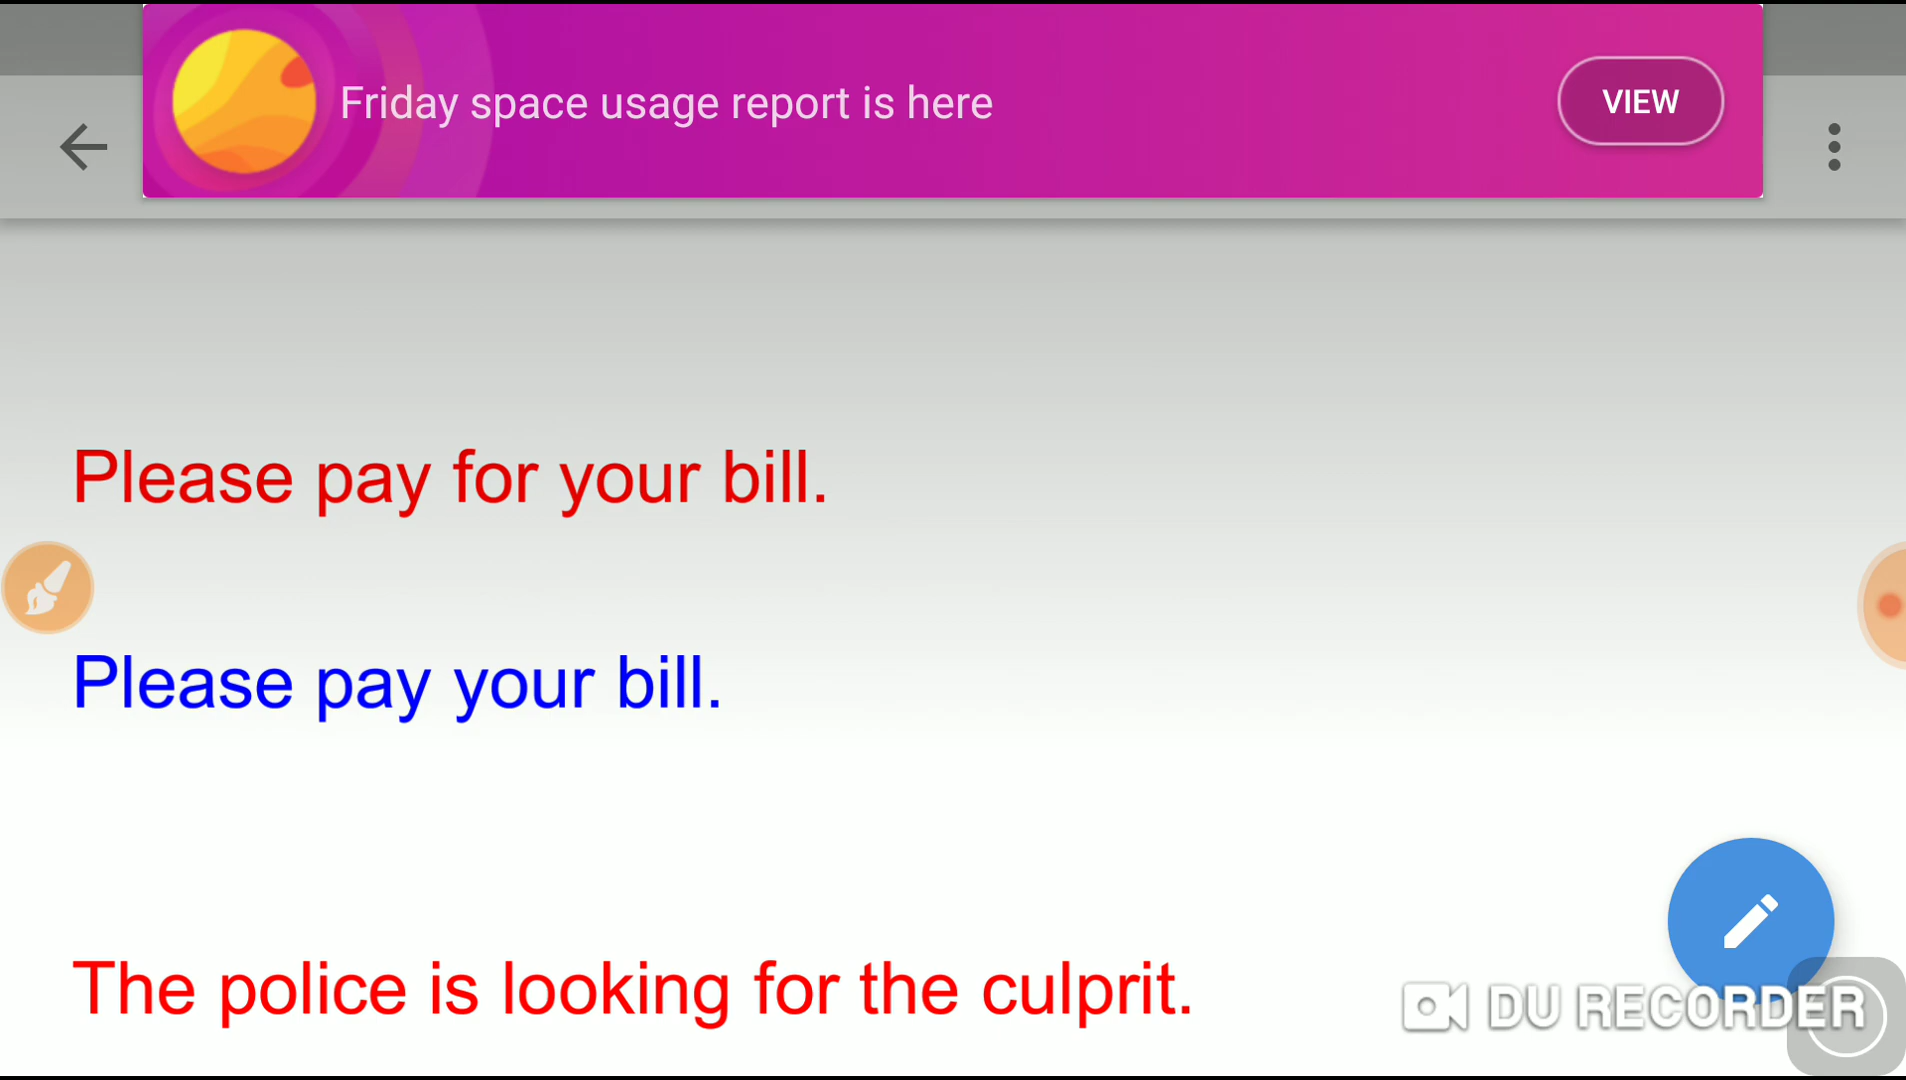 Friday space usage report is here
VIEW
Please pay for your bill.
Please pay your bill.
The police is looking for the culprit.
DU RECORDER